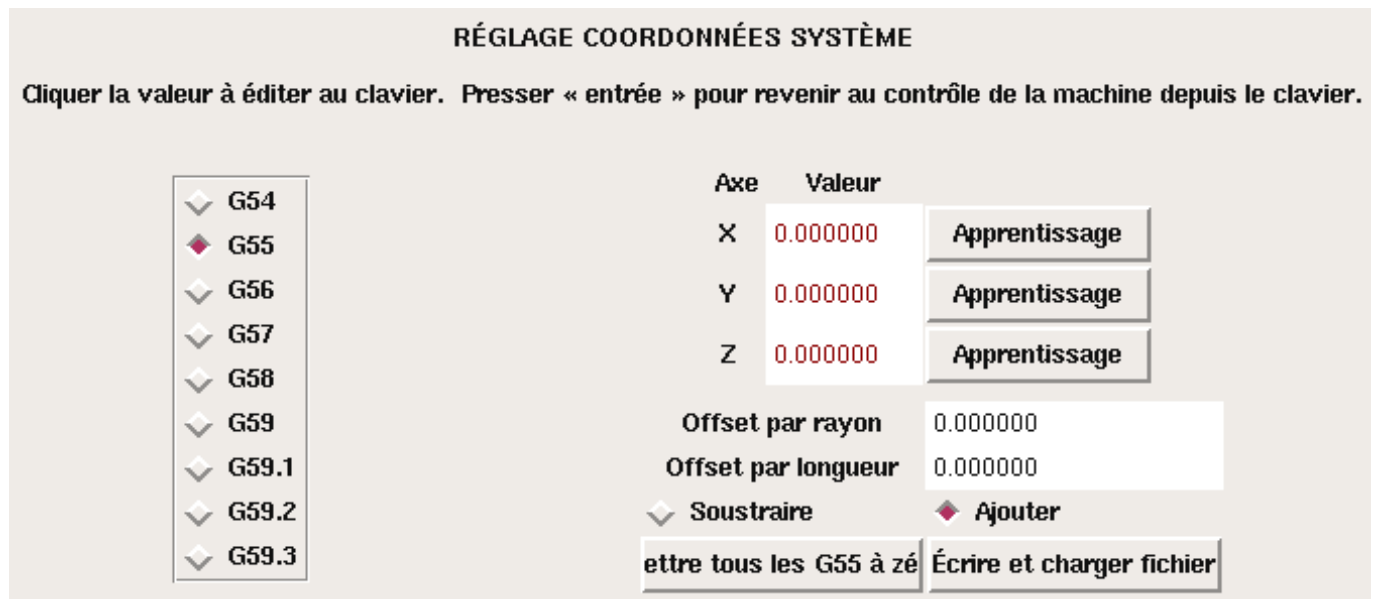 RÉGLAGE COORDONNÉES SYSTÈME
Cliquer la valeur à éditer au clavier. Presser « entrée » pour revenir au contrôle de la machine depuis le clavier.
G54
G55
G56
G57
G58
G59
G59.1
G59.2
G59.3
Axe Valeur
X 0.000000 Apprentissage
Y 0.000000 Apprentissage
Z 0.000000 Apprentissage
Offset par rayon 0.000000
Offset par longueur 0.000000
Soustraire Ajouter
ettre tous les G55 à zé Écrire et charger fichier